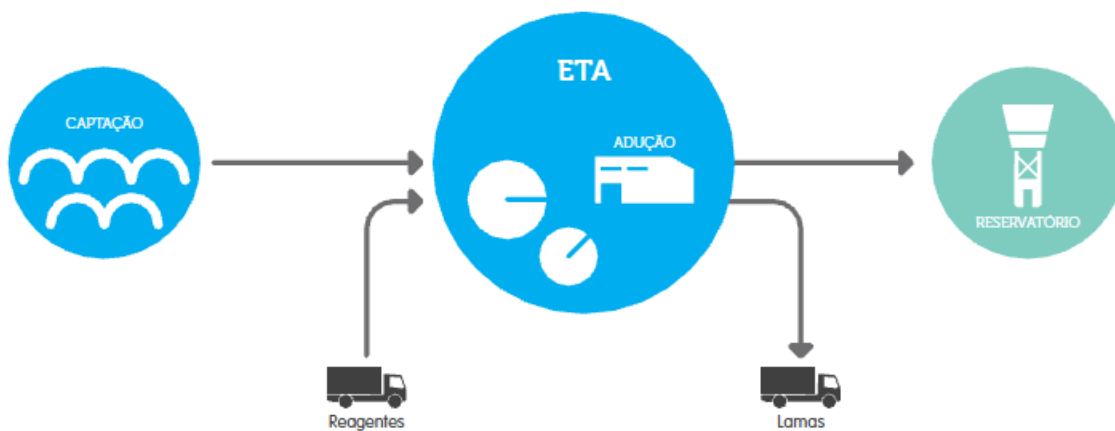 ETA
CAPTAÇÃO
ADUÇÃO
RESERVATÓRIO
Reagentes
Lamas